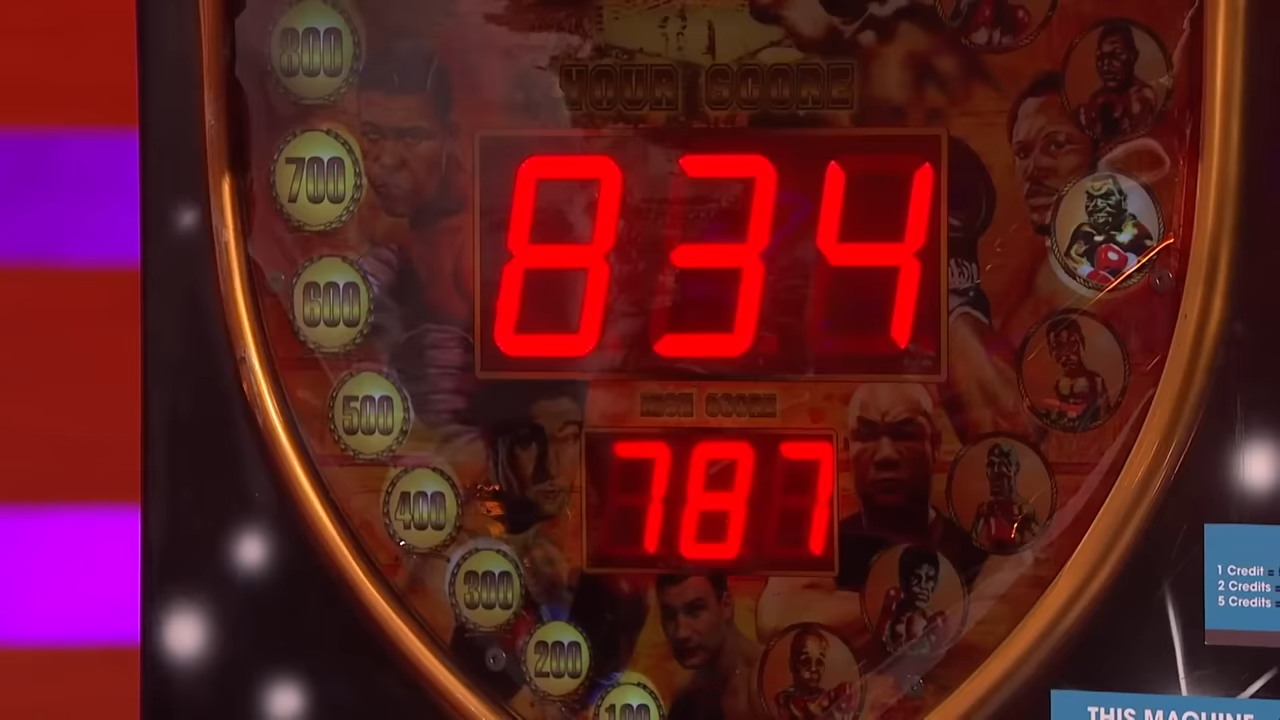 800
YOUR SCORE
834
700
600
HIGH SCORE
500
787
400
300
200
100
1 Credit =
2 Credits =
5 Credits =
THIS MACHINE